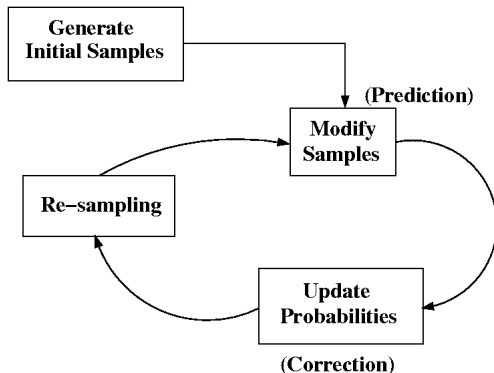 Generate
Initial Samples
(Prediction)
Modify
Samples
Re-sampling
Update
Probabilities
(Correction)